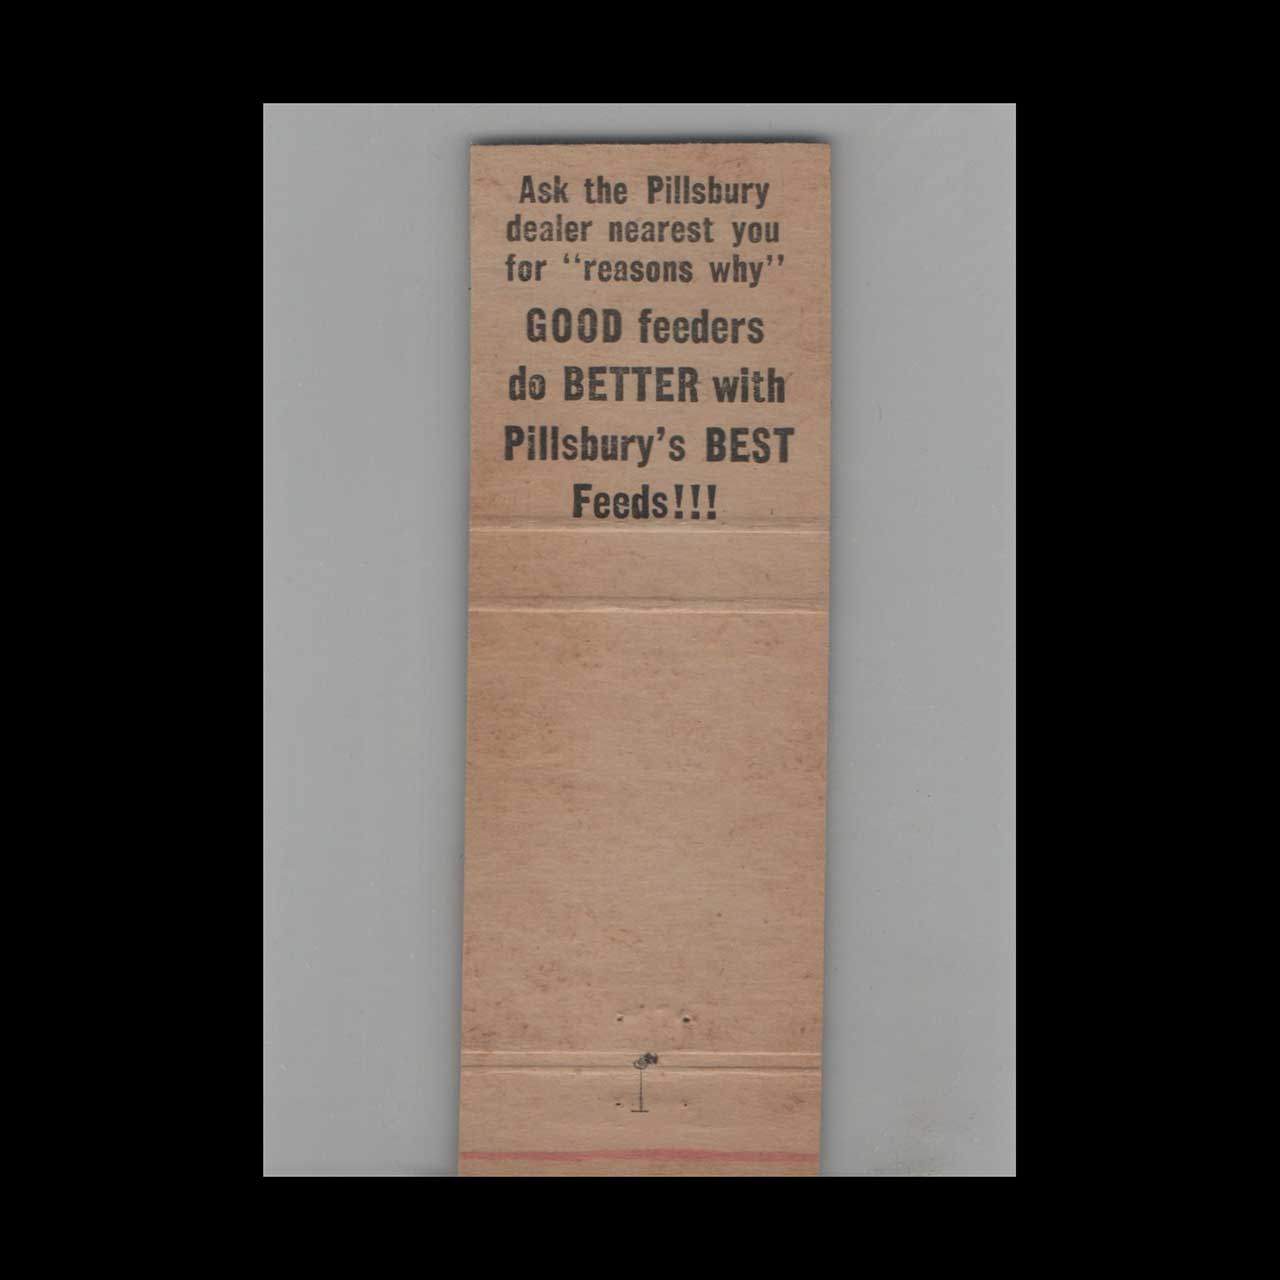 Ask the Pillsbury
dealer nearest you
for “reasons why”
GOOD feeders
do BETTER with
Pillsbury’s BEST
Feeds!!!